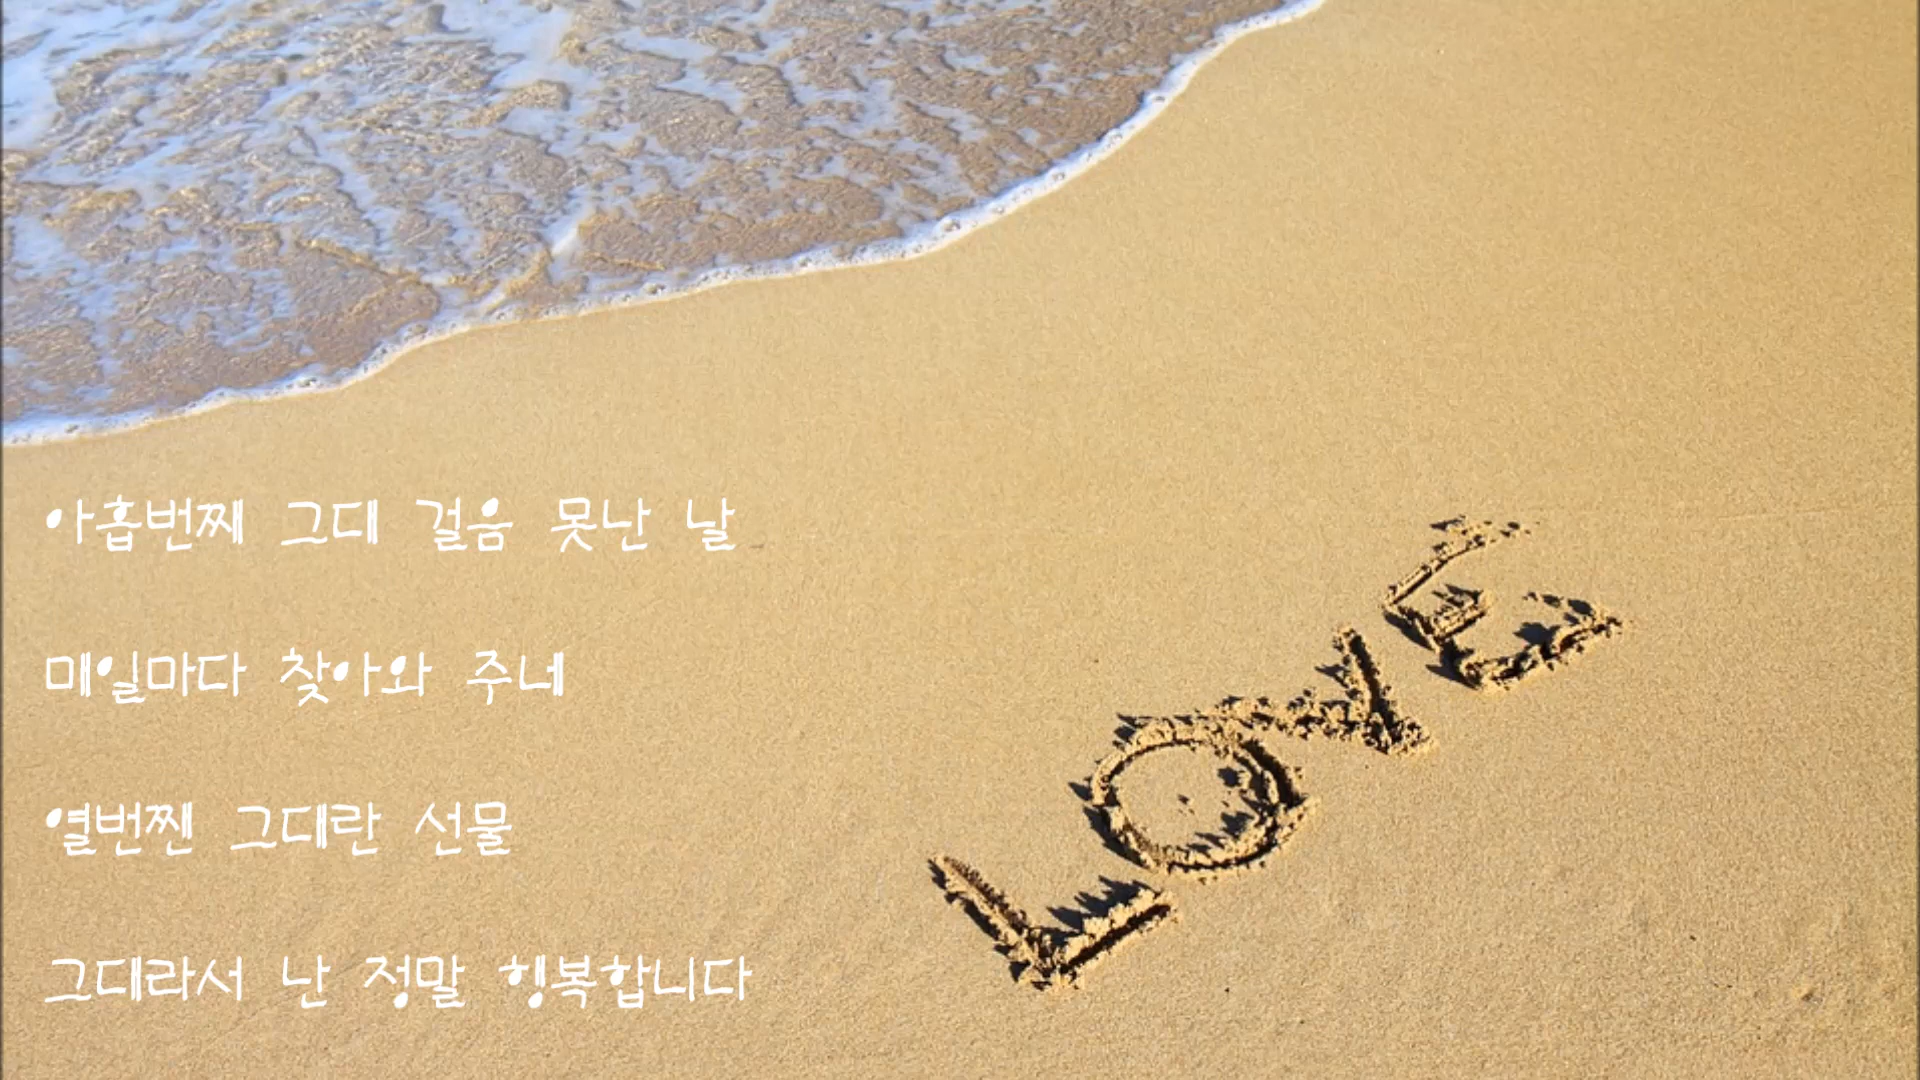 아홉번째 그대 걸음 못난 날
매일마다 찾아와 주네
열번짼 그대란 선물
그대라서 난 정말 행복합니다
LOVE